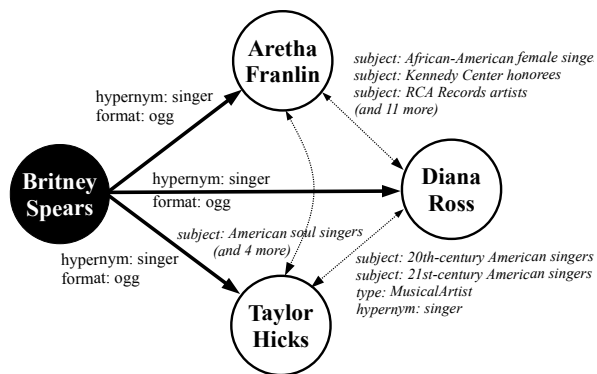 Aretha
Franlin
subject: African-American female singe
subject: Kennedy Center honorees
subject: RCA Records artists
(and 11 more)
hypernym: singer
format: ogg
Britney
Spears
hypernym: singer
format: ogg
Diana
Ross
subject: American soul singers
(and 4 more)
hypernym: singer
format: ogg
subject: 20th-century American singers
subject: 21st-century American singers
type: MusicalArtist
hypernym: singer
Taylor
Hicks